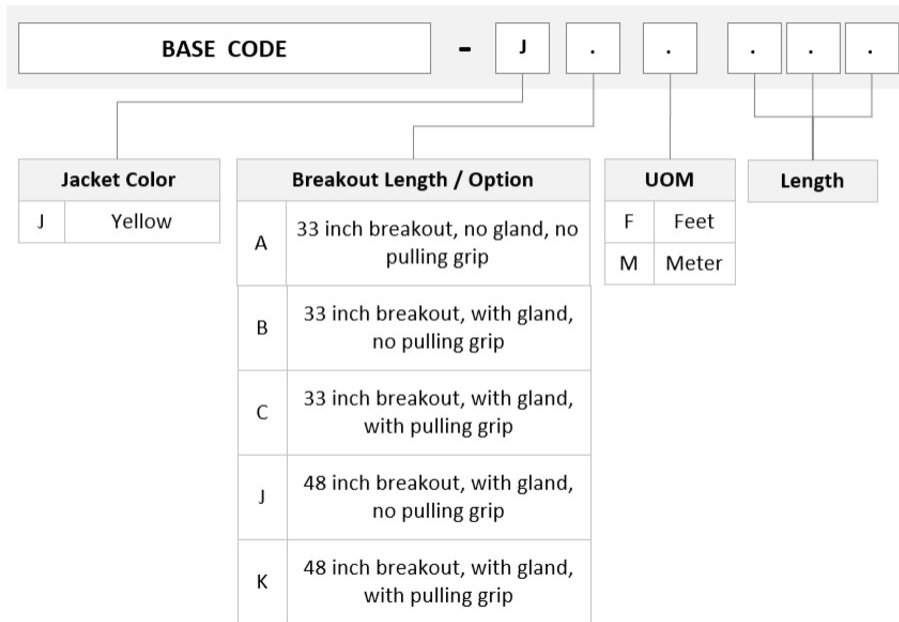 BASE CODE - J . . . . .
Jacket Color
J Yellow
Breakout Length / Option
A 33 inch breakout, no gland, no
pulling grip
B 33 inch breakout, with gland,
no pulling grip
C 33 inch breakout, with gland,
with pulling grip
J 48 inch breakout, with gland,
no pulling grip
K 48 inch breakout, with gland,
with pulling grip
UOM
F Feet
M Meter
Length